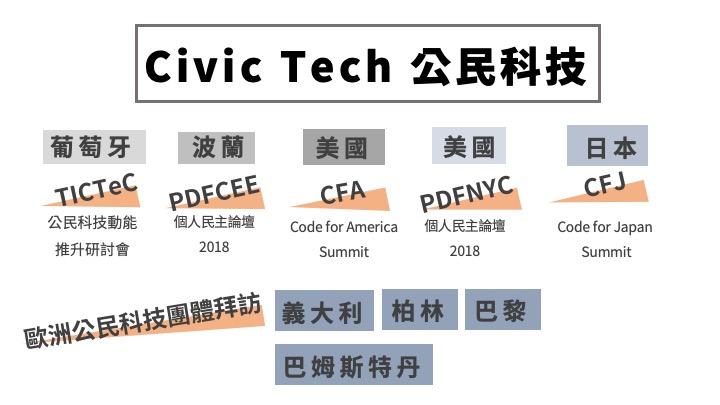 Civic Tech 公民科技
葡萄牙
波蘭
美國
美國
日本
TICTeC
PDFCEE
CFA
PDFNYC
CFJ
公民科技動能
推升研討會
個人民主論壇
2018
Code for America
Summit
個人民主論壇
2018
Code for Japan
Summit
歐洲公民科技團體拜訪
義大利
柏林
巴黎
巴姆斯特丹